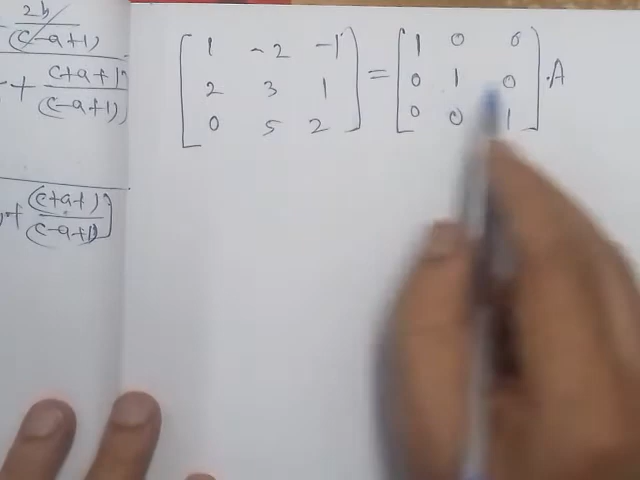 2b
(c-a+1)
+ (c+a+1)
(c-a+1)
+ (c+a+1)
(c-a+1)
[ 1 -2 -1 ] = [ 1 0 0 ] .A
[ 2 3 1 ] [ 0 1 0 ]
[ 0 5 2 ] [ 0 0 1 ]